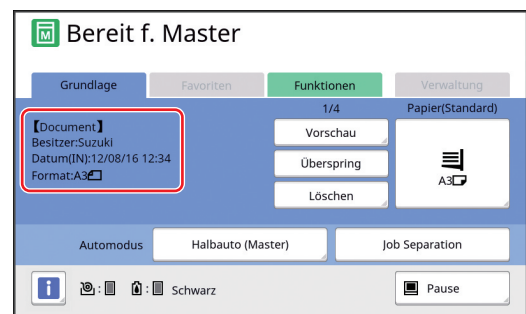 Bereit f. Master
Grundlage
Favoriten
Funktionen
Verwaltung
【Document】
Besitzer:Suzuki
Datum(IN):12/08/16 12:34
Format:A3
1/4
Vorschau
Überspring
Löschen
Papier(Standard)
A3
Automodus
Halbauto (Master)
Job Separation
: : Schwarz
Pause